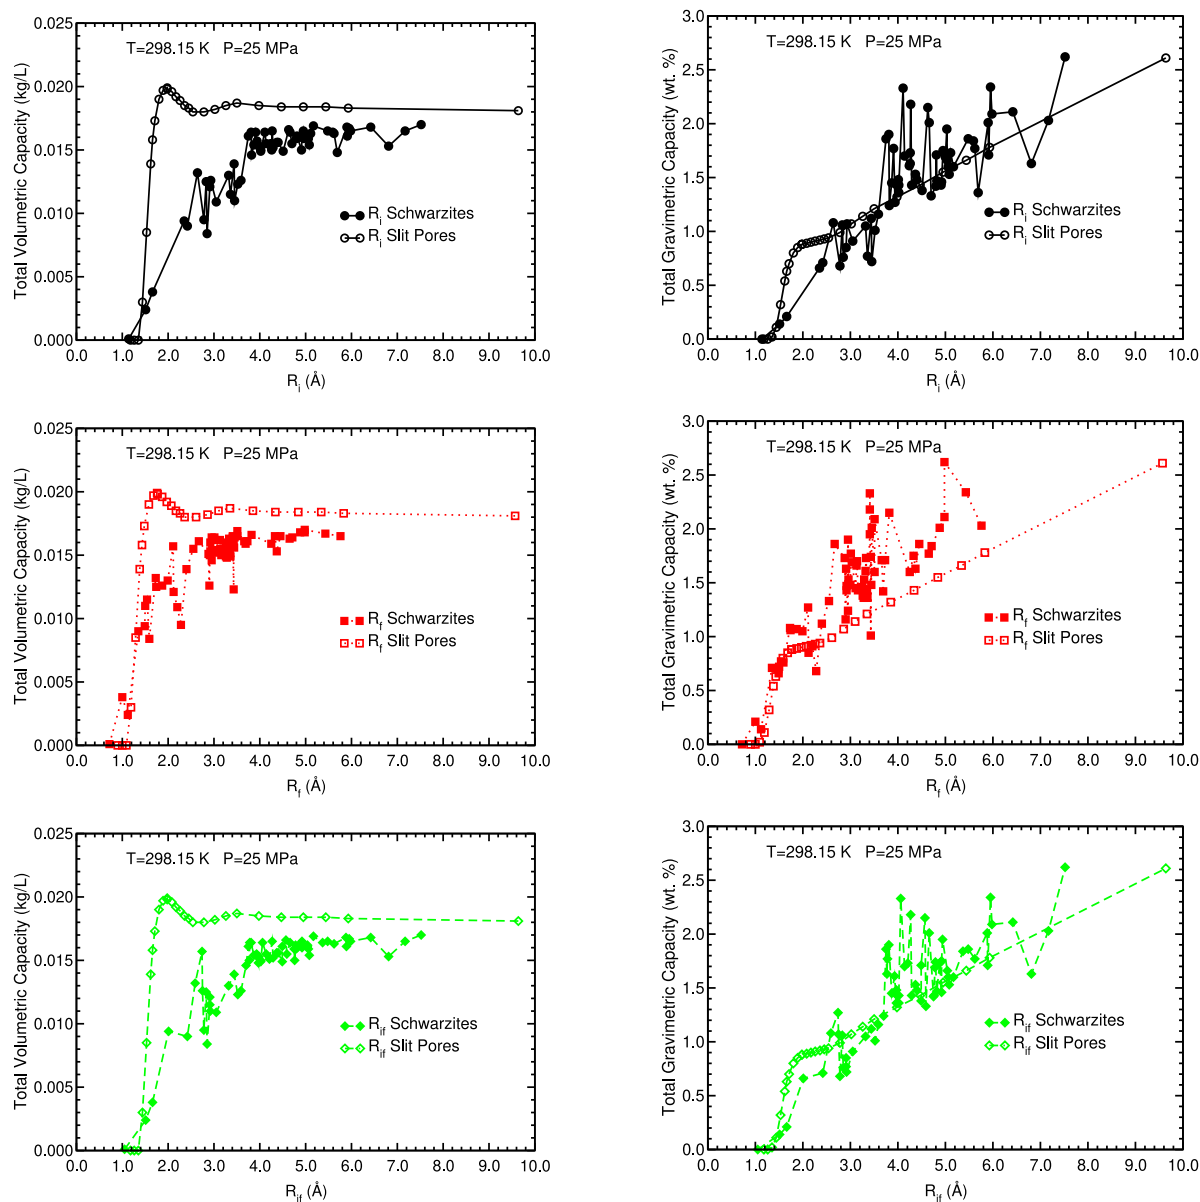 Total Volumetric Capacity (kg/L)
0.025
0.020
0.015
0.010
0.005
0.000
T=298.15 K P=25 MPa
Ri Schwarzites
Ri Slit Pores
0.0 1.0 2.0 3.0 4.0 5.0 6.0 7.0 8.0 9.0 10.0
Ri (Å)
Total Gravimetric Capacity (wt. %)
3.0
2.5
2.0
1.5
1.0
0.5
0.0
T=298.15 K P=25 MPa
Ri Schwarzites
Ri Slit Pores
0.0 1.0 2.0 3.0 4.0 5.0 6.0 7.0 8.0 9.0 10.0
Ri (Å)
Total Volumetric Capacity (kg/L)
0.025
0.020
0.015
0.010
0.005
0.000
T=298.15 K P=25 MPa
Rf Schwarzites
Rf Slit Pores
0.0 1.0 2.0 3.0 4.0 5.0 6.0 7.0 8.0 9.0 10.0
Rf (Å)
Total Gravimetric Capacity (wt. %)
3.0
2.5
2.0
1.5
1.0
0.5
0.0
T=298.15 K P=25 MPa
Rf Schwarzites
Rf Slit Pores
0.0 1.0 2.0 3.0 4.0 5.0 6.0 7.0 8.0 9.0 10.0
Rf (Å)
Total Volumetric Capacity (kg/L)
0.025
0.020
0.015
0.010
0.005
0.000
T=298.15 K P=25 MPa
Rif Schwarzites
Rif Slit Pores
0.0 1.0 2.0 3.0 4.0 5.0 6.0 7.0 8.0 9.0 10.0
Rif (Å)
Total Gravimetric Capacity (wt. %)
3.0
2.5
2.0
1.5
1.0
0.5
0.0
T=298.15 K P=25 MPa
Rif Schwarzites
Rif Slit Pores
0.0 1.0 2.0 3.0 4.0 5.0 6.0 7.0 8.0 9.0 10.0
Rif (Å)